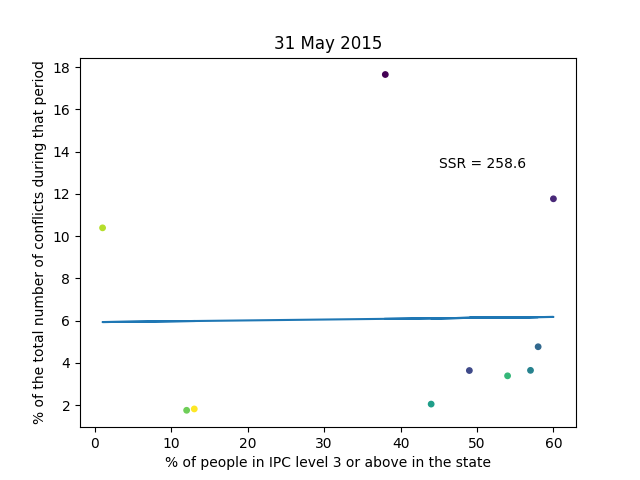 31 May 2015
% of the total number of conflicts during that period
18
16
14
12
10
8
6
4
2
SSR = 258.6
0 10 20 30 40 50 60
% of people in IPC level 3 or above in the state